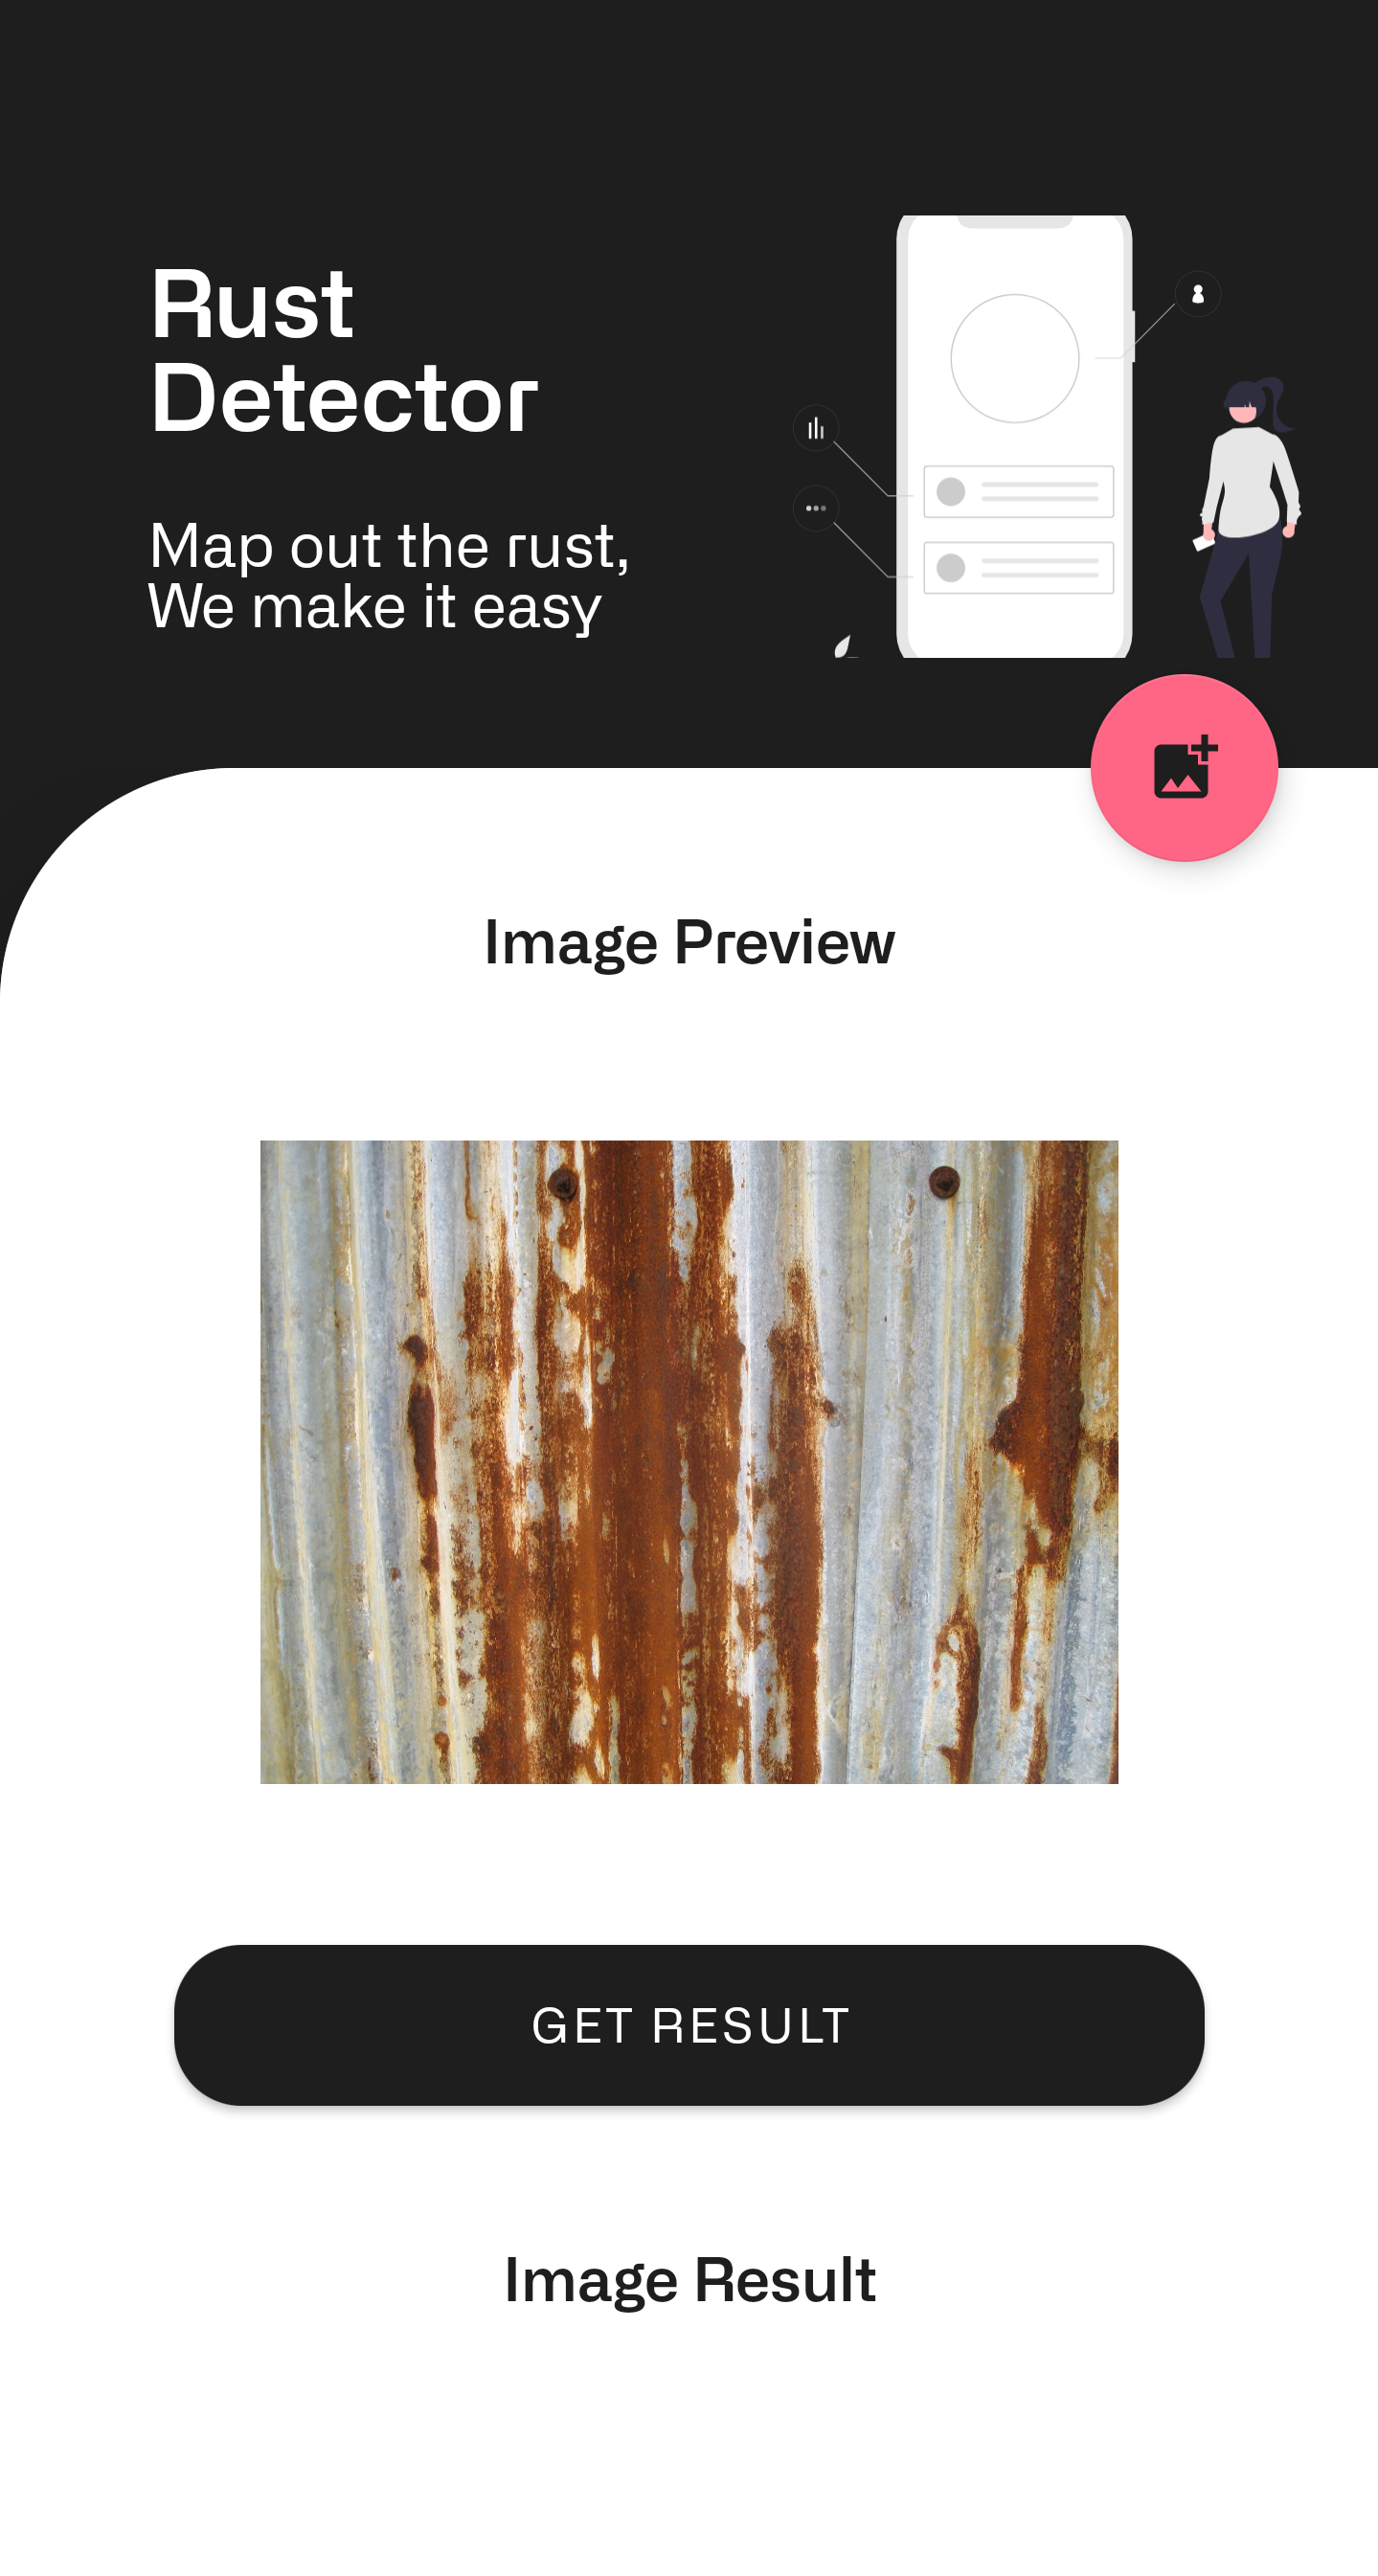 Rust
Detector
Map out the rust,
We make it easy
Image Preview
GET RESULT
Image Result